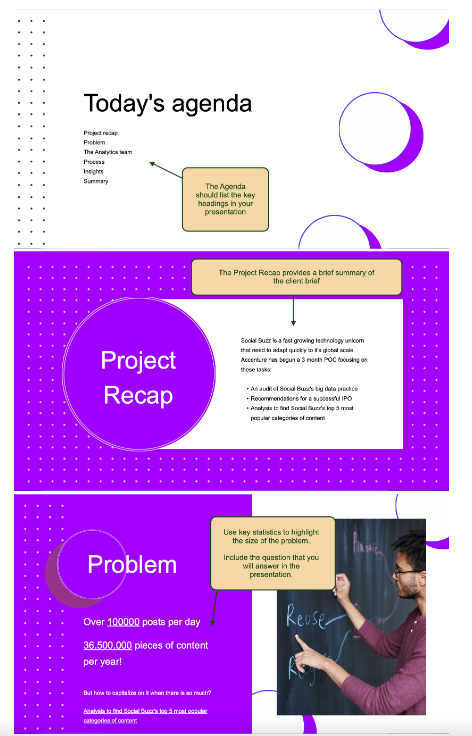 Today's agenda
Project recap
Problem
The Analytics team
Process
Insights
Summary
The Agenda
should list the key
headings in your
presentation
The Project Recap provides a brief summary of
the client brief
Project
Recap
Social Buzz is a fast growing technology unicorn
that need to adapt quickly to it's global scale.
Accenture has begun a 3 month POC focusing on
these tasks:
• An audit of Social Buzz's big data practice
• Recommendations for a successful IPO
• Analysis to find Social Buzz's top 5 most
popular categories of content
Use key statistics to highlight
the size of the problem.
Include the question that you
will answer in the
presentation.
Problem
Over 100000 posts per day
36,500,000 pieces of content
per year!
But how to capitalize on it when there is so much?
Analysis to find Social Buzz's top 5 most popular
categories of content
Reuse